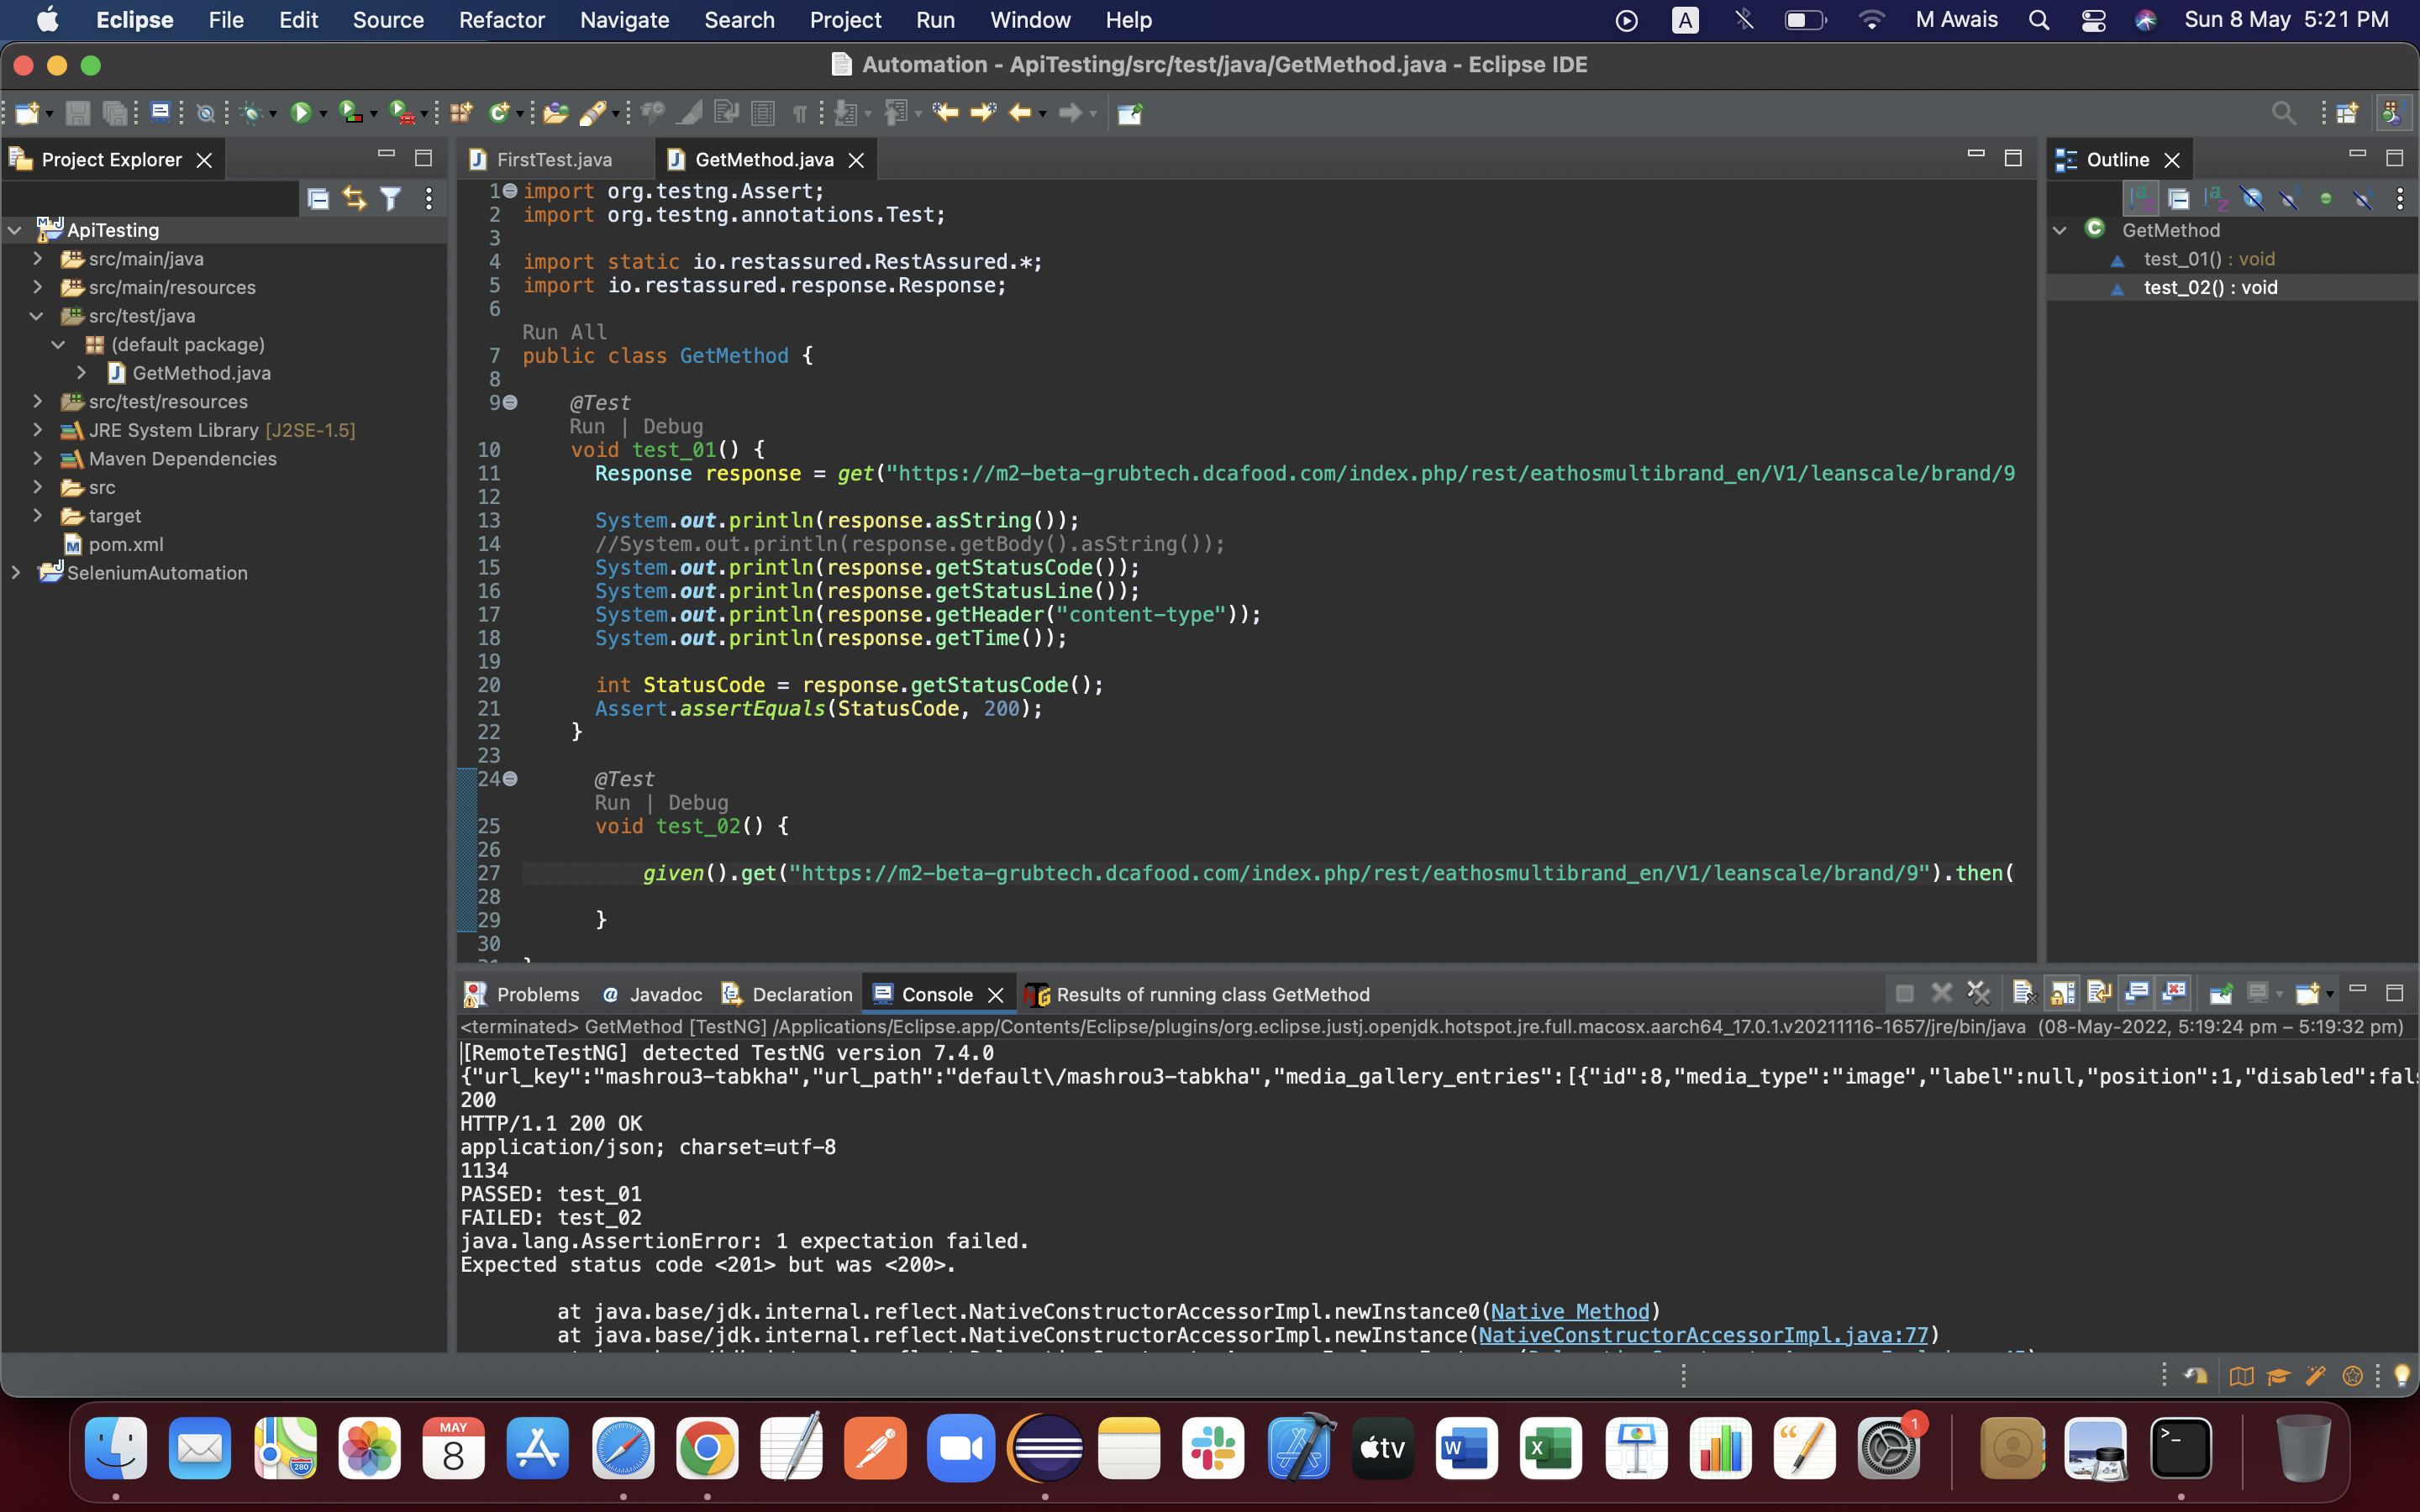 Eclipse File Edit Source Refactor Navigate Search Project Run Window Help A M Awais Sun 8 May 5:21 PM
Automation - ApiTesting/src/test/java/GetMethod.java - Eclipse IDE
Project Explorer
ApiTesting
src/main/java
src/main/resources
src/test/java
(default package)
GetMethod.java
src/test/resources
JRE System Library [J2SE-1.5]
Maven Dependencies
src
target
pom.xml
SeleniumAutomation
FirstTest.java GetMethod.java
1 import org.testng.Assert;
2 import org.testng.annotations.Test;
3
4 import static io.restassured.RestAssured.*;
5 import io.restassured.response.Response;
6
Run All
7 public class GetMethod {
8
9 @Test
Run | Debug
10 void test_01() {
11 Response response = get("https://m2-beta-grubtech.dcafood.com/index.php/rest/eathosmultibrand_en/V1/leanscale/brand/9
12
13 System.out.println(response.asString());
14 //System.out.println(response.getBody().asString());
15 System.out.println(response.getStatusCode());
16 System.out.println(response.getStatusLine());
17 System.out.println(response.getHeader("content-type"));
18 System.out.println(response.getTime());
19
20 int StatusCode = response.getStatusCode();
21 Assert.assertEquals(StatusCode, 200);
22 }
23
24 @Test
Run | Debug
25 void test_02() {
26
27 given().get("https://m2-beta-grubtech.dcafood.com/index.php/rest/eathosmultibrand_en/V1/leanscale/brand/9").then(
28
29 }
30
Outline
GetMethod
test_01() : void
test_02() : void
Problems @ Javadoc Declaration Console Results of running class GetMethod
<terminated> GetMethod [TestNG] /Applications/Eclipse.app/Contents/Eclipse/plugins/org.eclipse.justj.openjdk.hotspot.jre.full.macosx.aarch64_17.0.1.v20211116-1657/jre/bin/java (08-May-2022, 5:19:24 pm – 5:19:32 pm)
[RemoteTestNG] detected TestNG version 7.4.0
{"url_key":"mashrou3-tabkha","url_path":"default\/mashrou3-tabkha","media_gallery_entries":[{"id":8,"media_type":"image","label":null,"position":1,"disabled":fals
200
HTTP/1.1 200 OK
application/json; charset=utf-8
1134
PASSED: test_01
FAILED: test_02
java.lang.AssertionError: 1 expectation failed.
Expected status code <201> but was <200>.
at java.base/jdk.internal.reflect.NativeConstructorAccessorImpl.newInstance0(Native Method)
at java.base/jdk.internal.reflect.NativeConstructorAccessorImpl.newInstance(NativeConstructorAccessorImpl.java:77)
MAY
8
280
tv
W
X
1